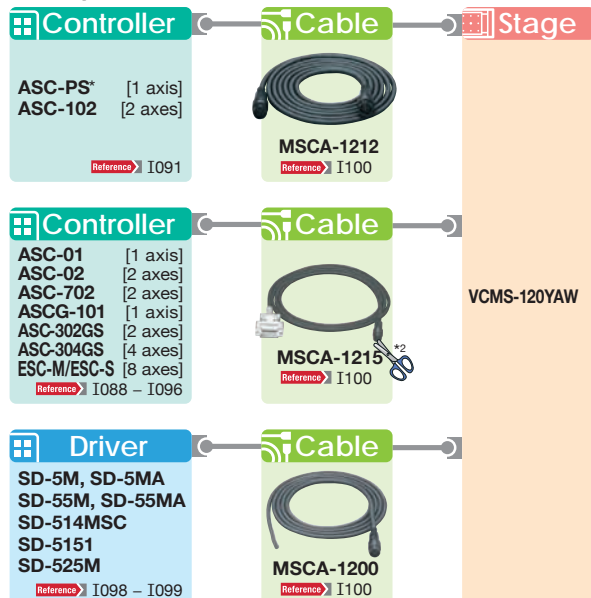 Controller
Cable
Stage
ASC-PS* [1 axis]
ASC-102 [2 axes]
Reference I091
MSCA-1212
Reference I100
Controller
Cable
ASC-01 [1 axis]
ASC-02 [2 axes]
ASC-702 [2 axes]
ASCG-101 [1 axis]
ASC-302GS [2 axes]
ASC-304GS [4 axes]
ESC-M/ESC-S [8 axes]
Reference I088 – I096
*2
MSCA-1215
Reference I100
VCMS-120YAW
Driver
Cable
SD-5M, SD-5MA
SD-55M, SD-55MA
SD-514MSC
SD-5151
SD-525M
Reference I098 – I099
MSCA-1200
Reference I100